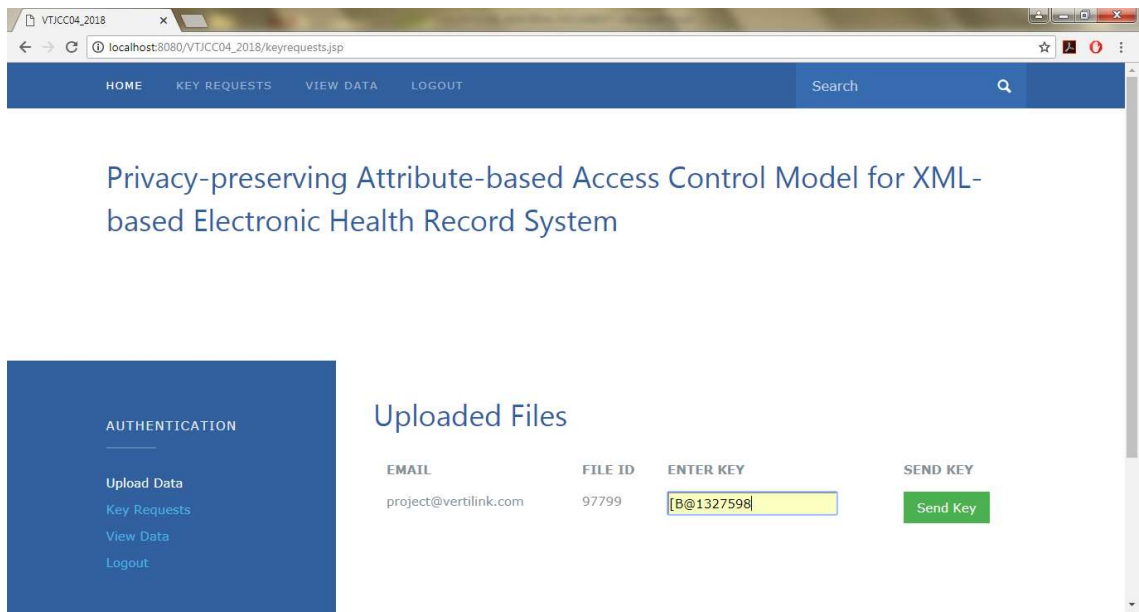 VTJCC04_2018
localhost:8080/VTJCC04_2018/keyrequests.jsp
HOME KEY REQUESTS VIEW DATA LOGOUT Search
Privacy-preserving Attribute-based Access Control Model for XML-
based Electronic Health Record System
AUTHENTICATION
Upload Data
Key Requests
View Data
Logout
Uploaded Files
EMAIL FILE ID ENTER KEY SEND KEY
project@vertilink.com 97799 [B@1327598 Send Key